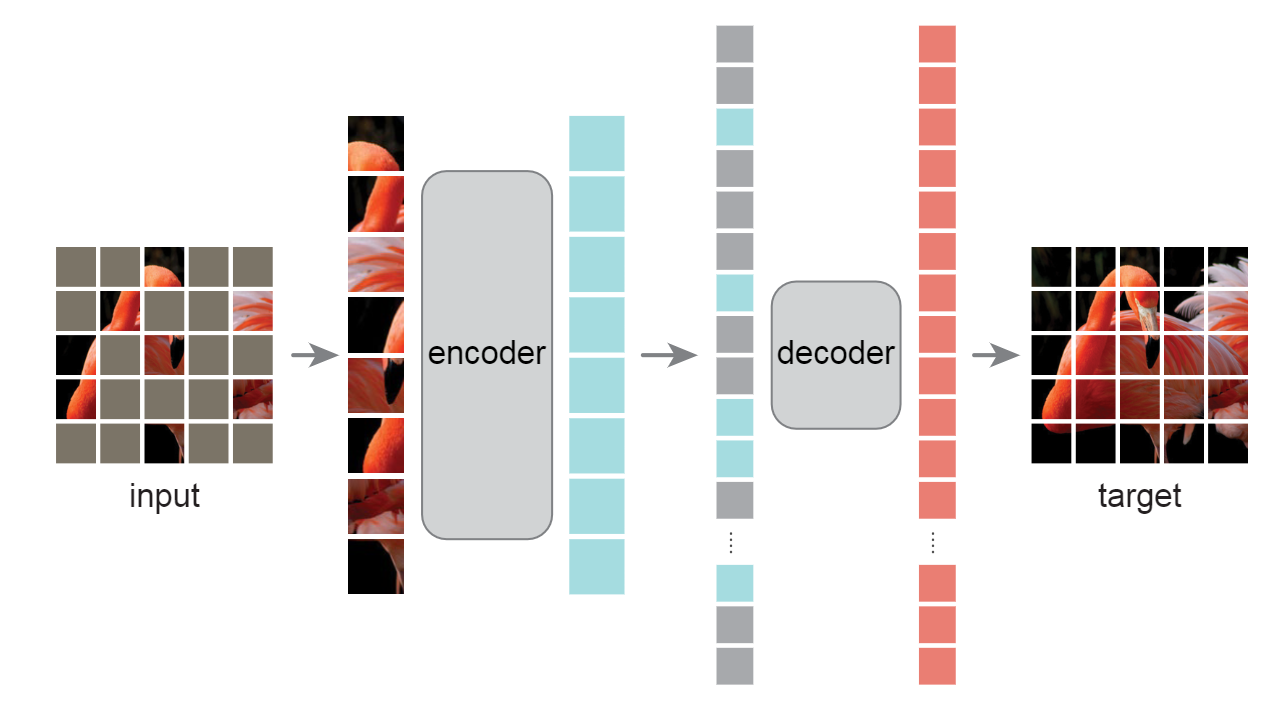 encoder
decoder
input
target